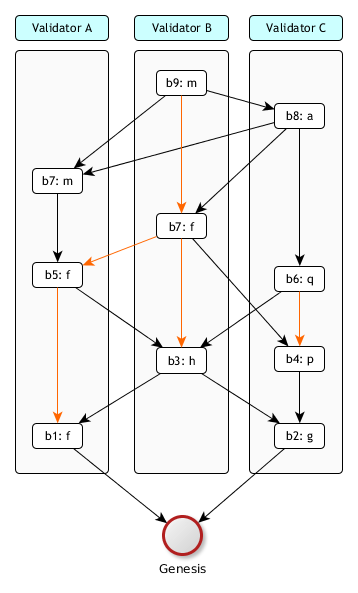 Validator A
Validator B
Validator C
b9: m
b8: a
b7: m
b7: f
b5: f
b6: q
b3: h
b4: p
b1: f
b2: g
Genesis